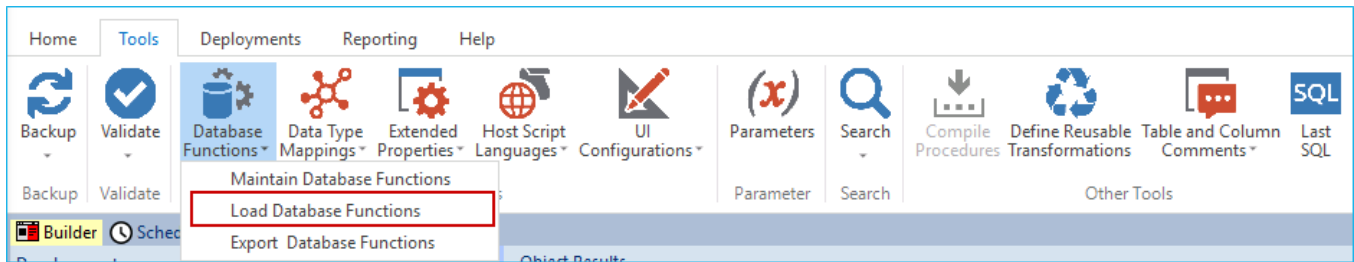 Home Tools Deployments Reporting Help
(x)
SQL
Backup Validate Database Data Type Extended Host Script UI Parameters Search Compile Define Reusable Table and Column Last
Functions Mappings Properties Languages Configurations Procedures Transformations Comments SQL
Maintain Database Functions
Backup Validate Parameter Search Other Tools
Load Database Functions
Builder
Export Database Functions
Object Results